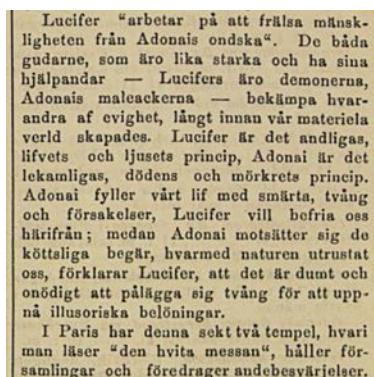 Lucifer “arbetar på att frälsa mänsk-
ligheten från Adonais ondska“. De båda
gudarne, som äro lika starka och ha sina
hjälpandar — Lucifers äro demonerna,
Adonais maleackerna — bekämpa hvar-
andra af evighet, långt innan vår materiela
verld skapades. Lucifer är det andligas,
lifvets och ljusets princip, Adonai är det
lekamligas, dödens och mörkrets princip.
Adonai fyller vårt lif med smärta, tvång
och försakelser, Lucifer vill befria oss
härifrån; medan Adonai motsätter sig de
köttsliga begär, hvarmed naturen utrustat
oss, förklarar Lucifer, att det är dumt och
onödigt att pålägga sig tvång för att upp-
nå illusoriska belöningar.
I Paris har denna sekt två tempel, hvari
man läser “den hvita messan“, håller för-
samlingar och föredrager andebesvärjelser.